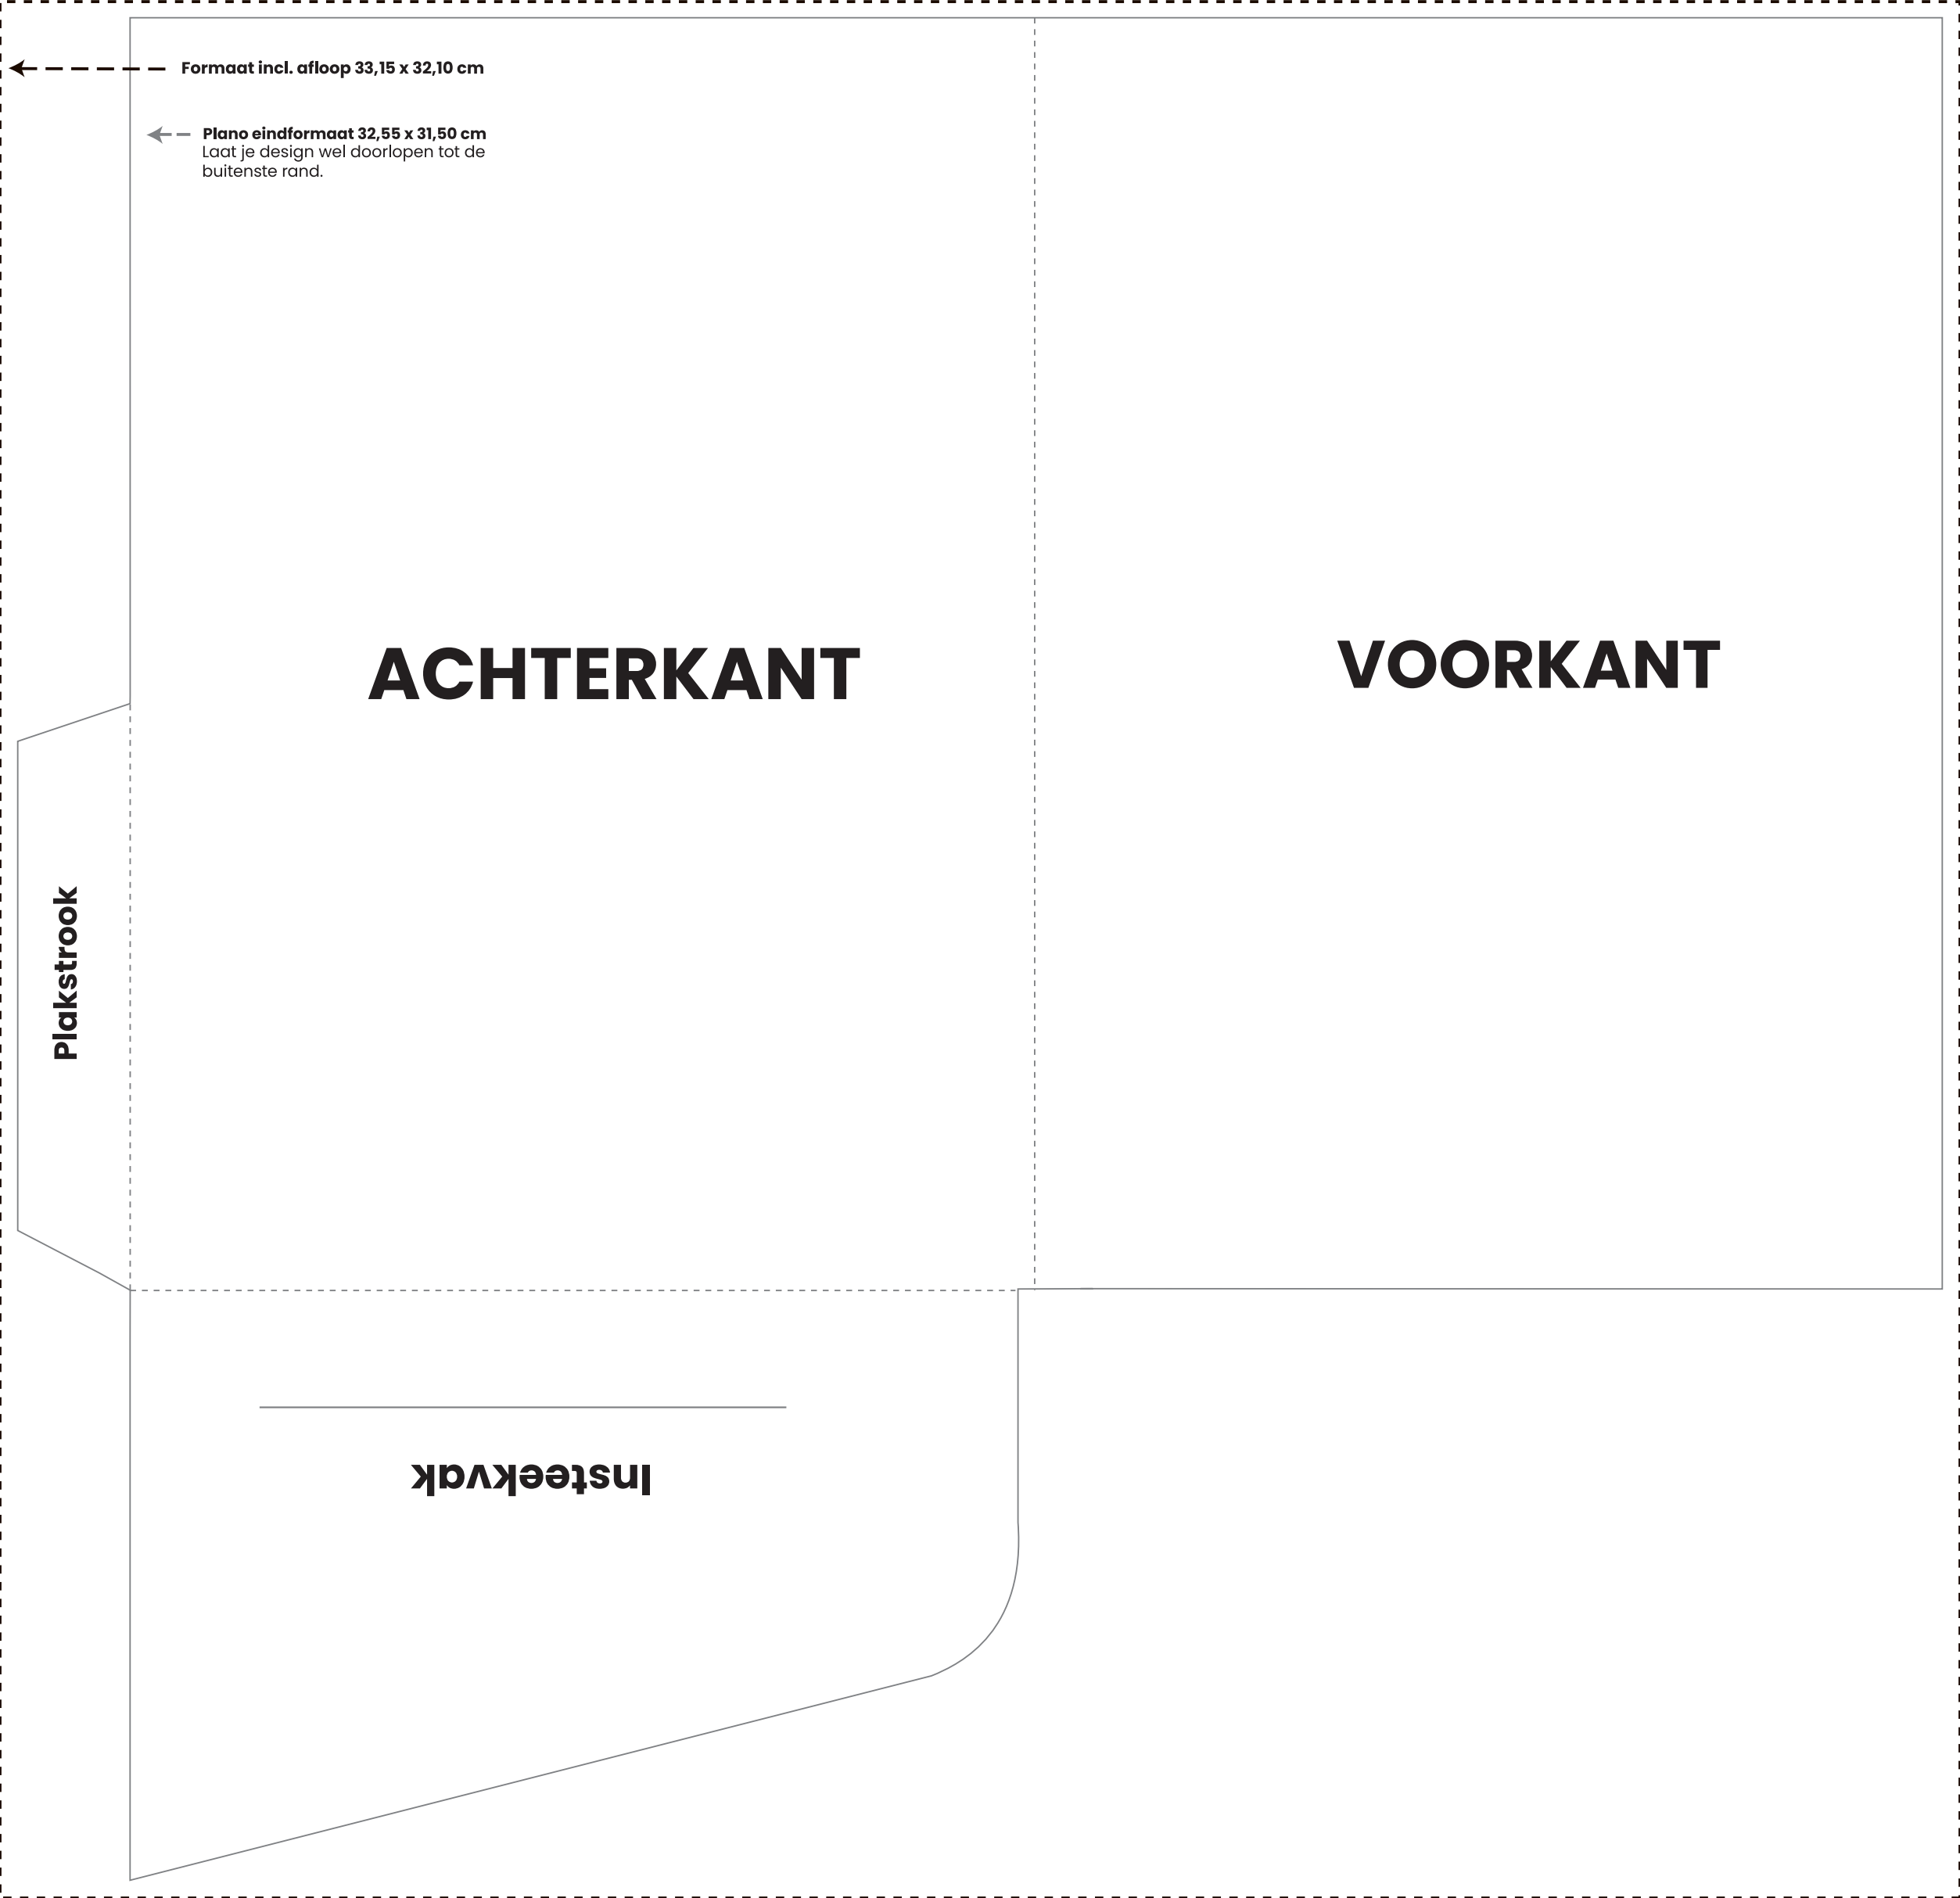 Formaat incl. afloop 33,15 x 32,10 cm
Plano eindformaat 32,55 x 31,50 cm
Laat je design wel doorlopen tot de
buitenste rand.
ACHTERKANT
VOORKANT
Plakstrook
Insteekvak